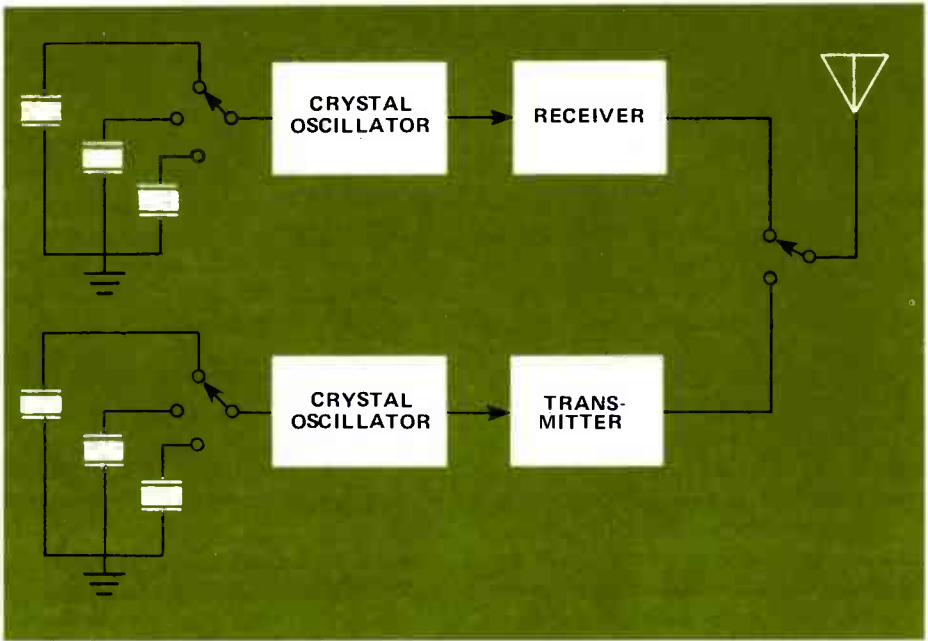 CRYSTAL
OSCILLATOR
RECEIVER
CRYSTAL
OSCILLATOR
TRANS-
MITTER